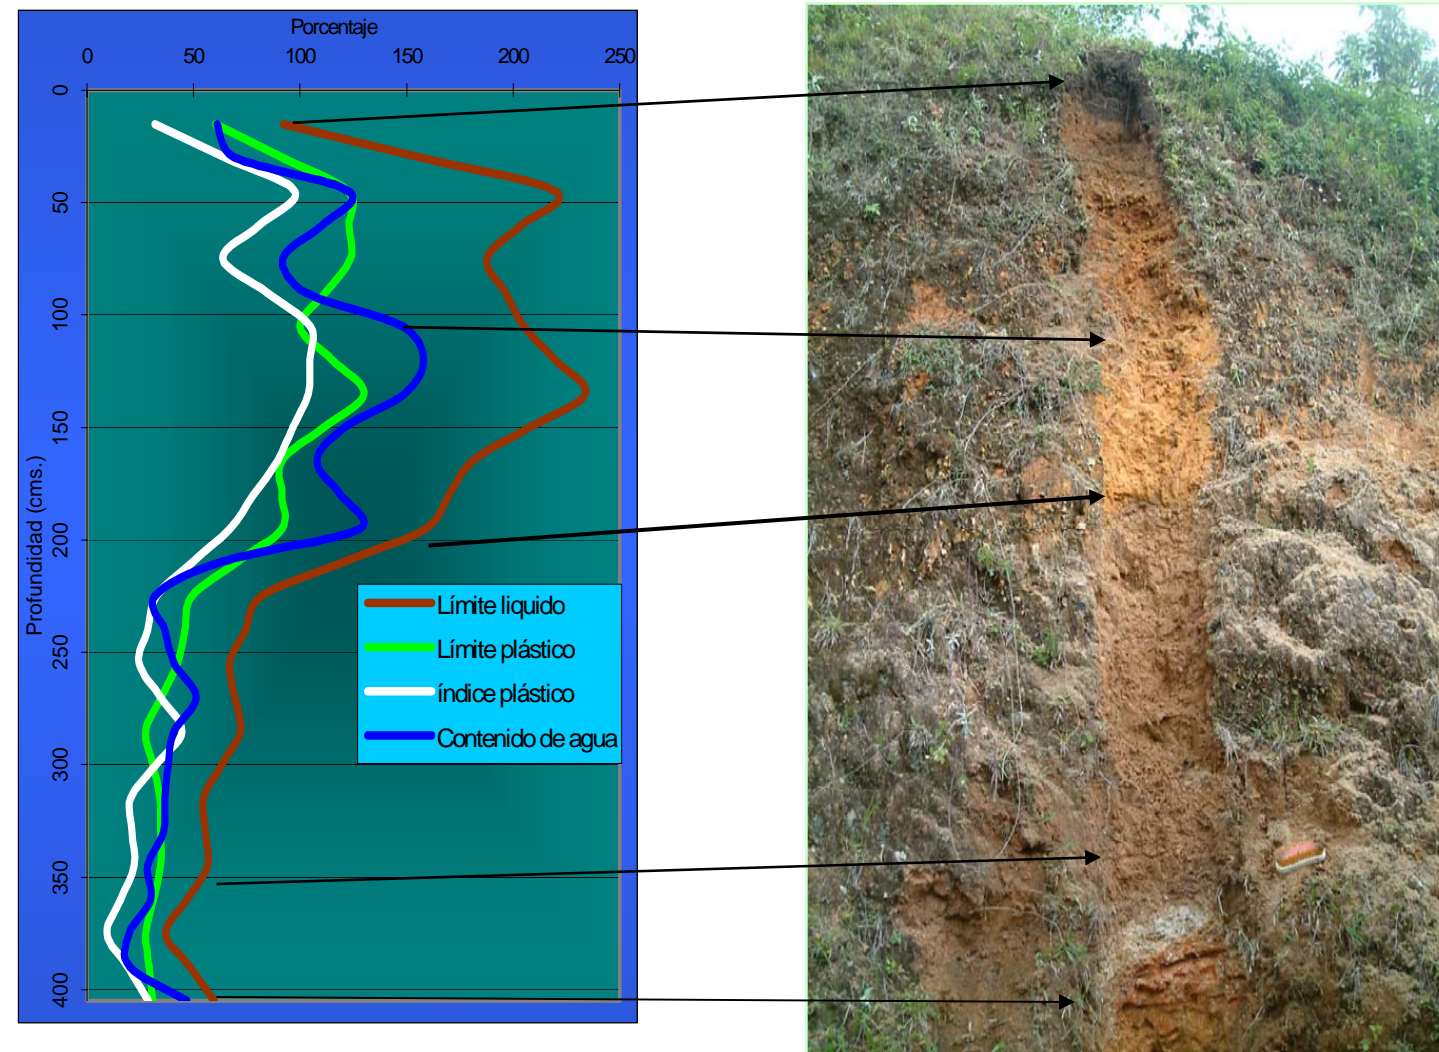 Porcentaje
0 50 100 150 200 250
0
50
100
150
200
250
300
350
400
Profundidad (cms.)
Límite liquido
Límite plástico
índice plástico
Contenido de agua